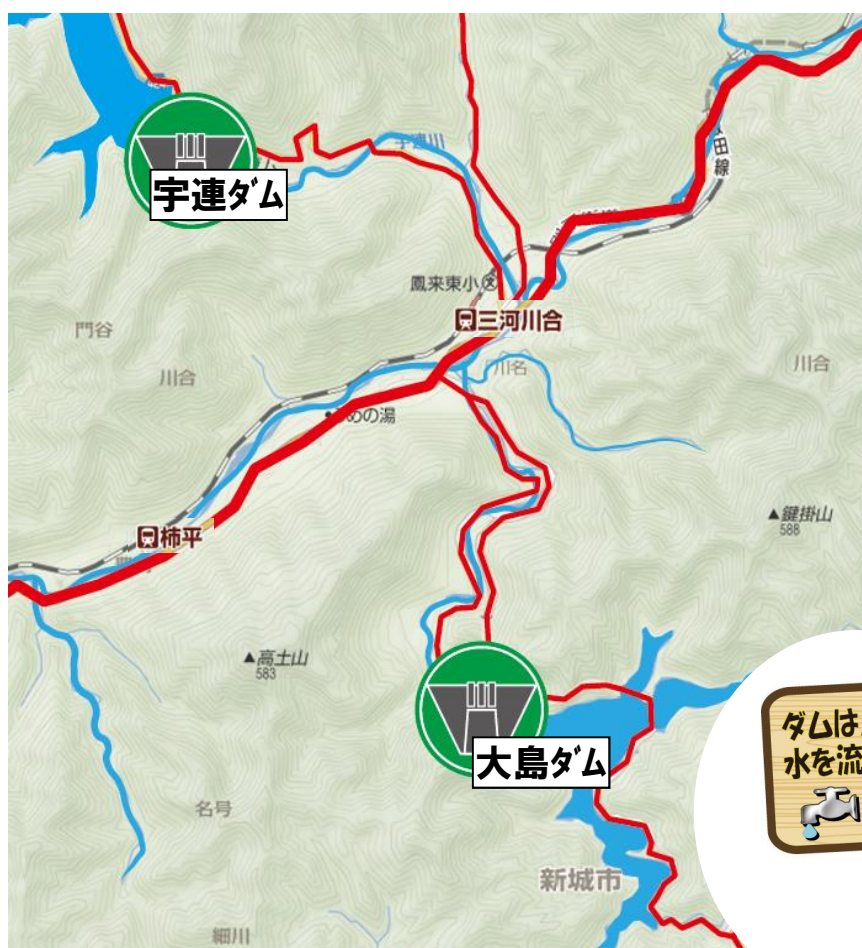 宇連ダム
宇連川
飯田線
鳳来東小
三河川合
門谷
川合
川名
川合
めの湯
鍵掛山
588
柿平
高土山
583
大島ダム
ダムは
水を流
名号
新城市
細川